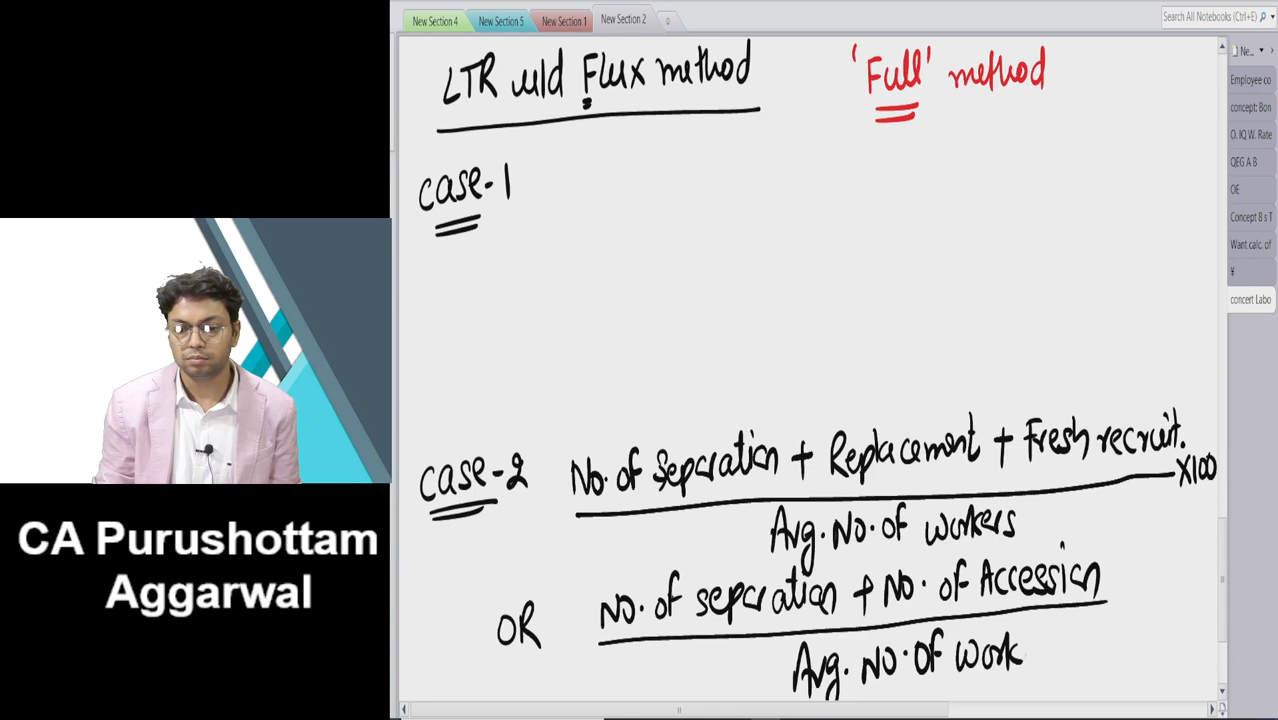 New Section 4 New Section 5 New Section 1 New Section 2
Search All Notebooks (Ctrl+E)
LTR u/d Flux method 'Full' method
Case-1
Case-2 No. of Separation + Replacement + Fresh recruit. X100
Avg. No. of workers
OR No. of separation + No. of Accession
Avg. No. of work
CA Purushottam
Aggarwal
Ne...
Employee co
concept: Bon
O. IQ W. Rate
QEG A B
OE
Concept 8 s T
Want calc. of
¥
concert Labo